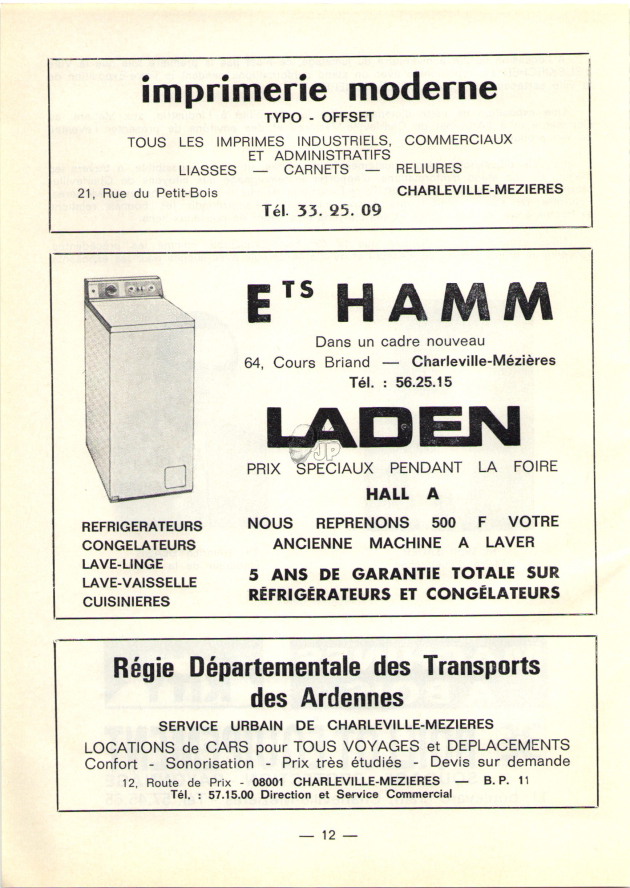 imprimerie moderne
TYPO - OFFSET
TOUS LES IMPRIMES INDUSTRIELS, COMMERCIAUX
ET ADMINISTRATIFS
LIASSES — CARNETS — RELIURES
21, Rue du Petit-Bois CHARLEVILLE-MEZIERES
Tél. 33. 25. 09
ETS HAMM
Dans un cadre nouveau
64, Cours Briand — Charleville-Mézières
Tél. : 56.25.15
LADEN
JP
PRIX SPECIAUX PENDANT LA FOIRE
HALL A
NOUS REPRENONS 500 F VOTRE
ANCIENNE MACHINE A LAVER
5 ANS DE GARANTIE TOTALE SUR
RÉFRIGÉRATEURS ET CONGÉLATEURS
REFRIGERATEURS
CONGELATEURS
LAVE-LINGE
LAVE-VAISSELLE
CUISINIERES
Régie Départementale des Transports
des Ardennes
SERVICE URBAIN DE CHARLEVILLE-MEZIERES
LOCATIONS de CARS pour TOUS VOYAGES et DEPLACEMENTS
Confort - Sonorisation - Prix très étudiés - Devis sur demande
12, Route de Prix - 08001 CHARLEVILLE-MEZIERES — B. P. 11
Tél. : 57.15.00 Direction et Service Commercial
— 12 —